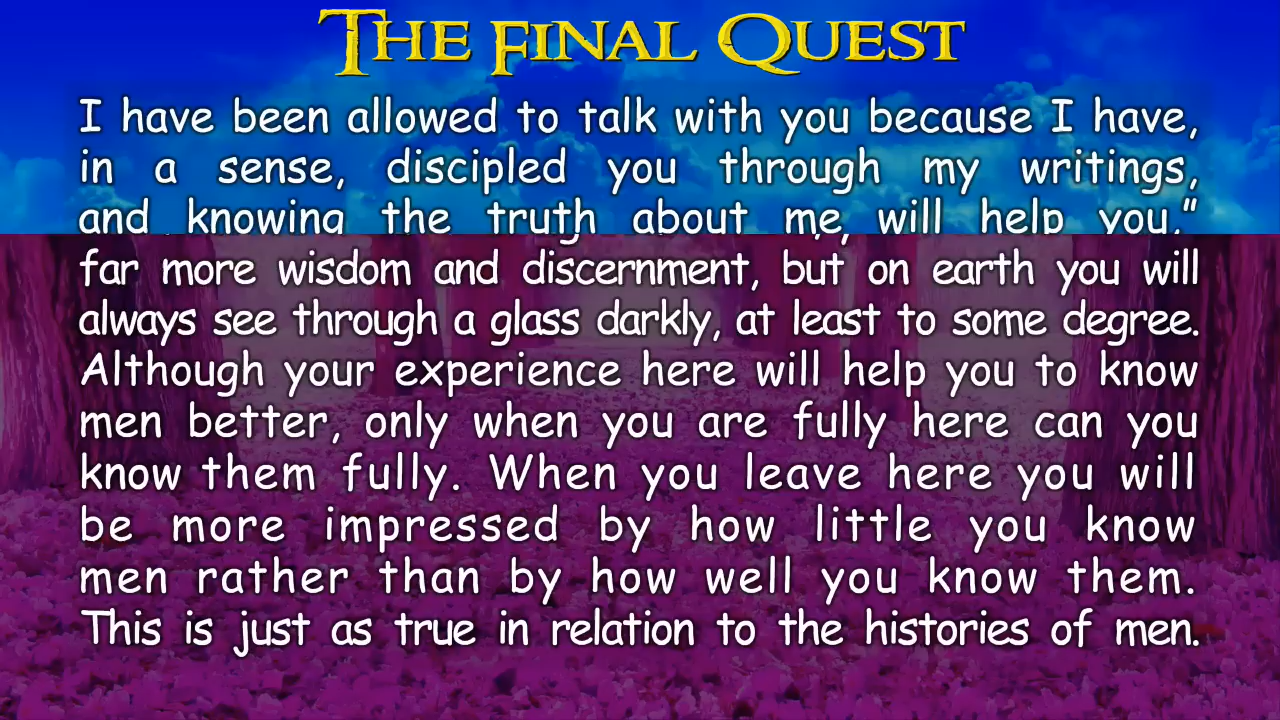 THE FINAL QUEST
I have been allowed to talk with you because I have,
in a sense, discipled you through my writings,
and knowing the truth about me, will help you,”
far more wisdom and discernment, but on earth you will
always see through a glass darkly, at least to some degree.
Although your experience here will help you to know
men better, only when you are fully here can you
know them fully. When you leave here you will
be more impressed by how little you know
men rather than by how well you know them.
This is just as true in relation to the histories of men.